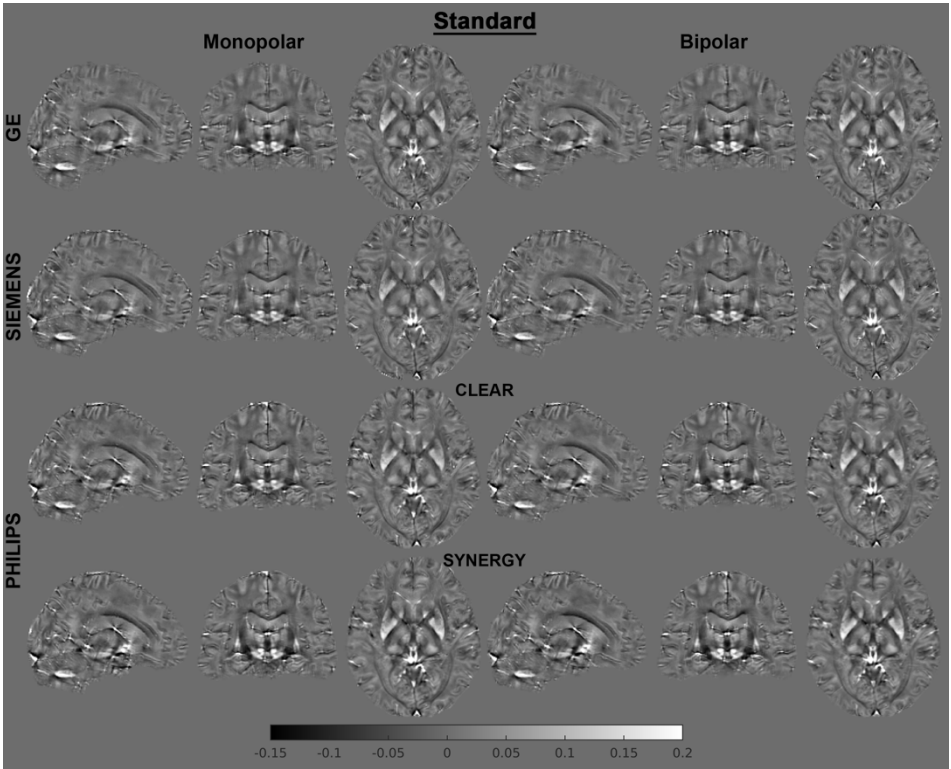 Standard
Monopolar
Bipolar
GE
SIEMENS
CLEAR
PHILIPS
SYNERGY
-0.15 -0.1 -0.05 0 0.05 0.1 0.15 0.2